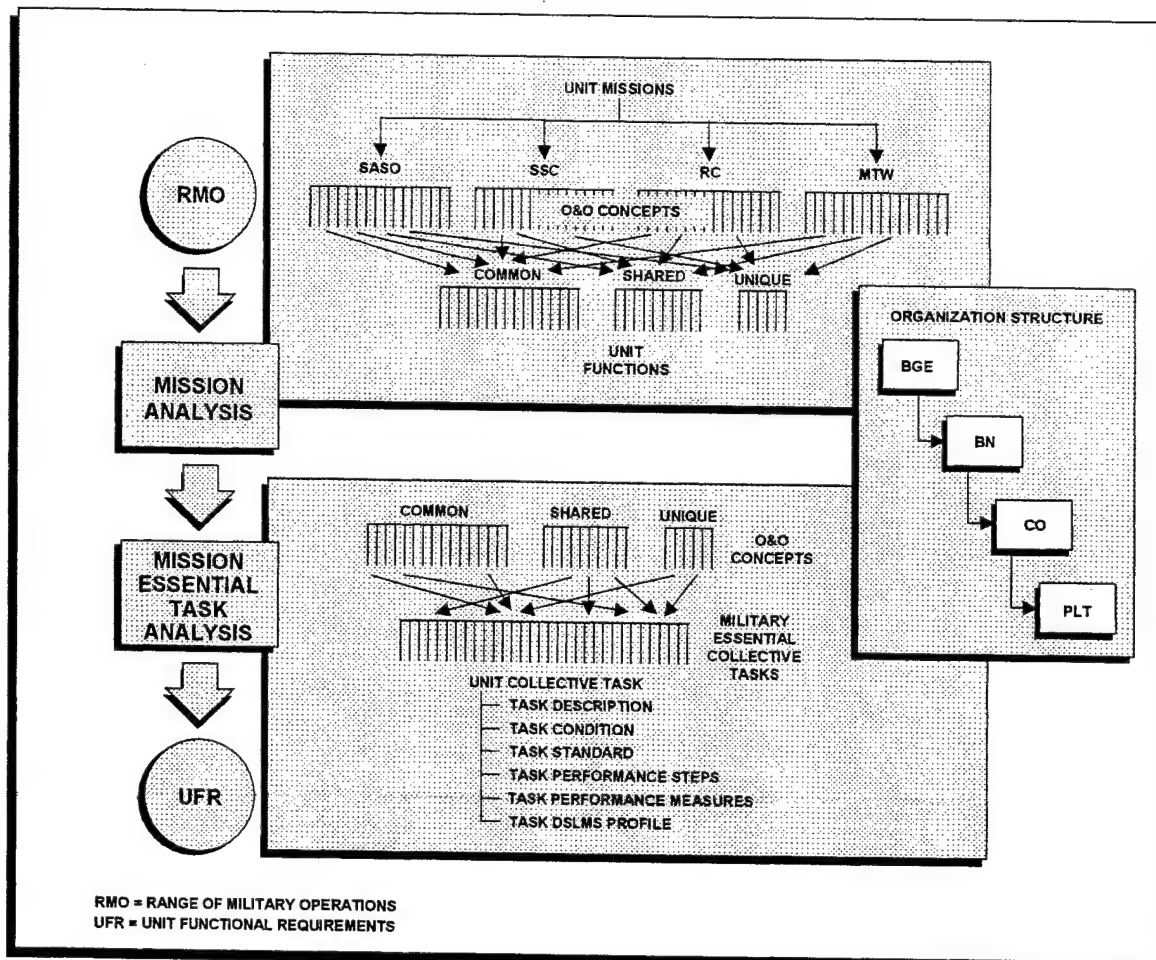 UNIT MISSIONS
SASO
SSC
RC
MTW
O&O CONCEPTS
COMMON
SHARED
UNIQUE
UNIT
FUNCTIONS
RMO
MISSION
ANALYSIS
MISSION
ESSENTIAL
TASK
ANALYSIS
UFR
ORGANIZATION STRUCTURE
BGE
BN
CO
PLT
COMMON
SHARED
UNIQUE
O&O
CONCEPTS
MILITARY
ESSENTIAL
COLLECTIVE
TASKS
UNIT COLLECTIVE TASK
TASK DESCRIPTION
TASK CONDITION
TASK STANDARD
TASK PERFORMANCE STEPS
TASK PERFORMANCE MEASURES
TASK DSLMS PROFILE
RMO = RANGE OF MILITARY OPERATIONS
UFR = UNIT FUNCTIONAL REQUIREMENTS